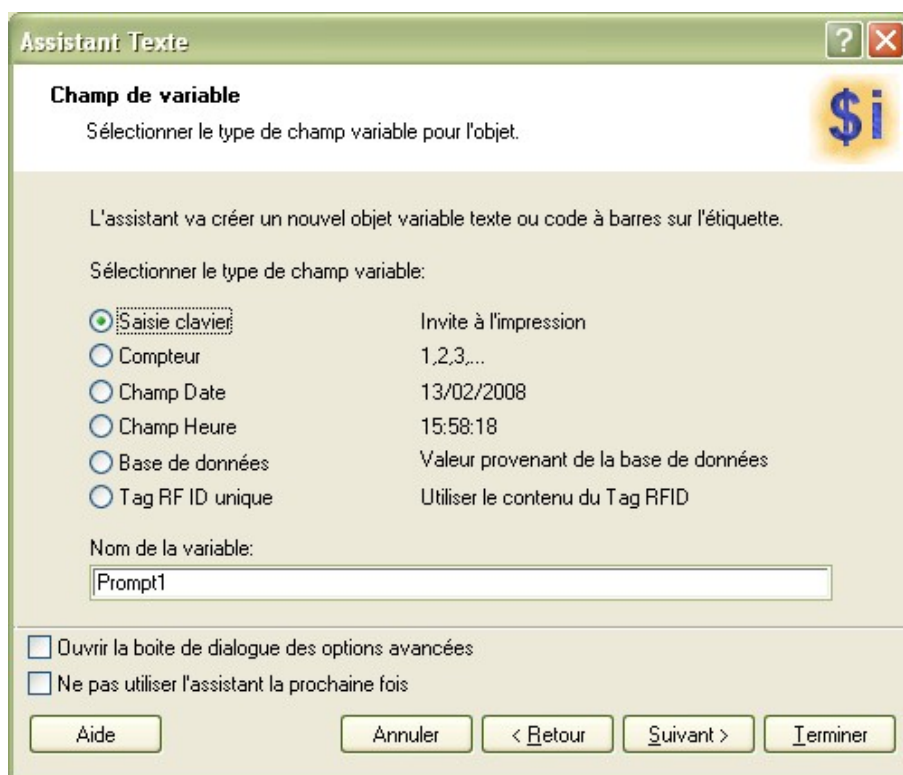 Assistant Texte
Champ de variable
Sélectionner le type de champ variable pour l'objet.
$i
L'assistant va créer un nouvel objet variable texte ou code à barres sur l'étiquette.
Sélectionner le type de champ variable:
Saisie clavier Invite à l'impression
Compteur 1,2,3,...
Champ Date 13/02/2008
Champ Heure 15:58:18
Base de données Valeur provenant de la base de données
Tag RF ID unique Utiliser le contenu du Tag RFID
Nom de la variable:
Prompt1
Ouvrir la boite de dialogue des options avancées
Ne pas utiliser l'assistant la prochaine fois
Aide Annuler < Retour Suivant > Terminer